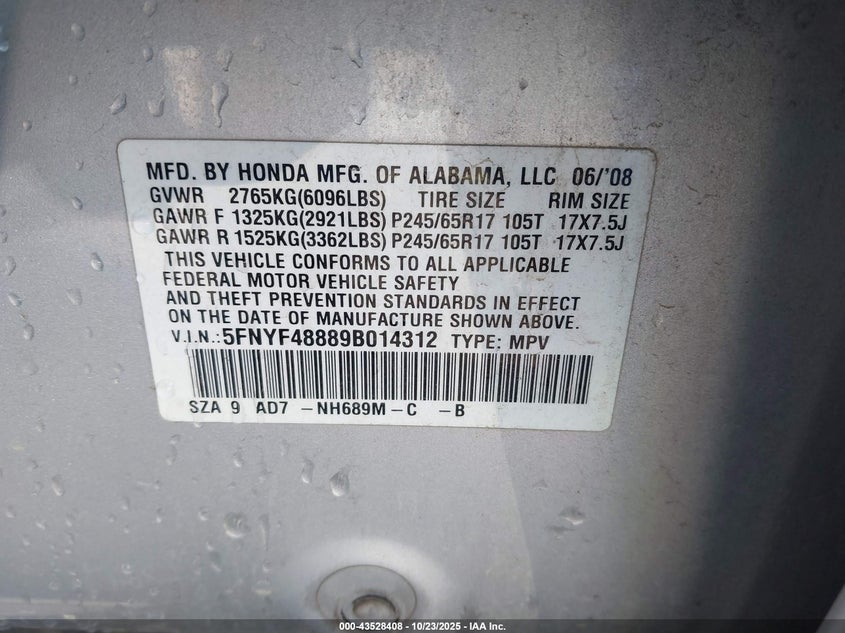 MFD. BY HONDA MFG. OF ALABAMA, LLC 06/'08
GVWR 2765KG(6096LBS) TIRE SIZE RIM SIZE
GAWR F 1325KG(2921LBS) P245/65R17 105T 17X7.5J
GAWR R 1525KG(3362LBS) P245/65R17 105T 17X7.5J
THIS VEHICLE CONFORMS TO ALL APPLICABLE
FEDERAL MOTOR VEHICLE SAFETY
AND THEFT PREVENTION STANDARDS IN EFFECT
ON THE DATE OF MANUFACTURE SHOWN ABOVE.
V.I.N.:5FNYF48889B014312 TYPE: MPV
SZA 9 AD7 -NH689M-C -B
000-43528408 - 10/23/2025 - IAA Inc.